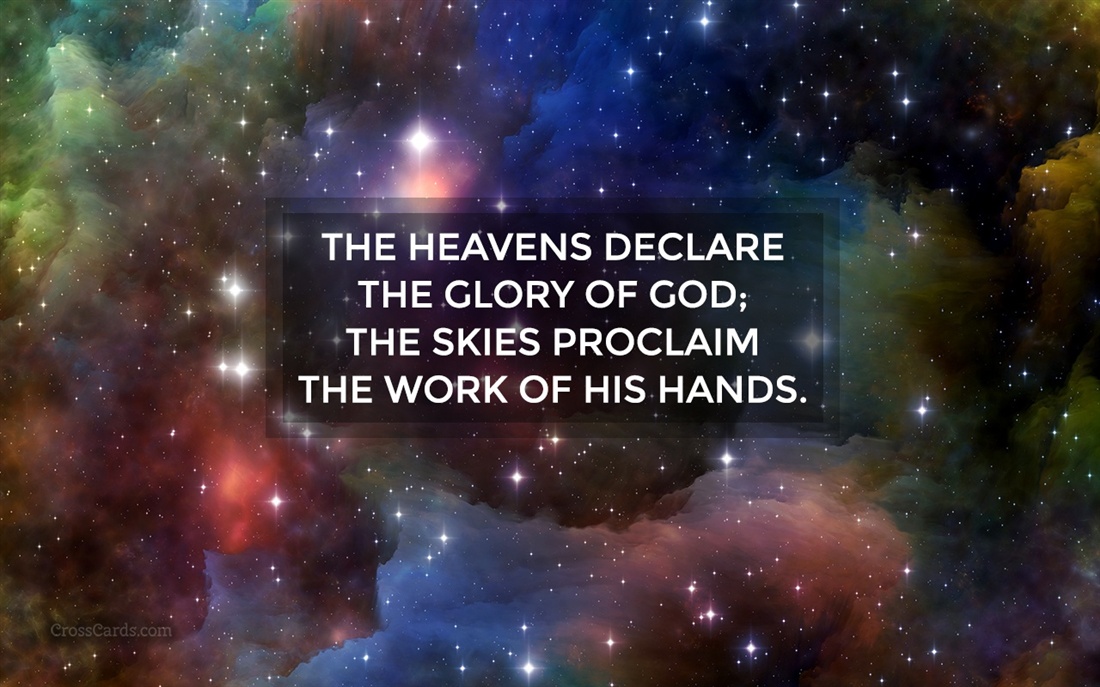 THE HEAVENS DECLARE
THE GLORY OF GOD;
THE SKIES PROCLAIM
THE WORK OF HIS HANDS.
CrossCards.com